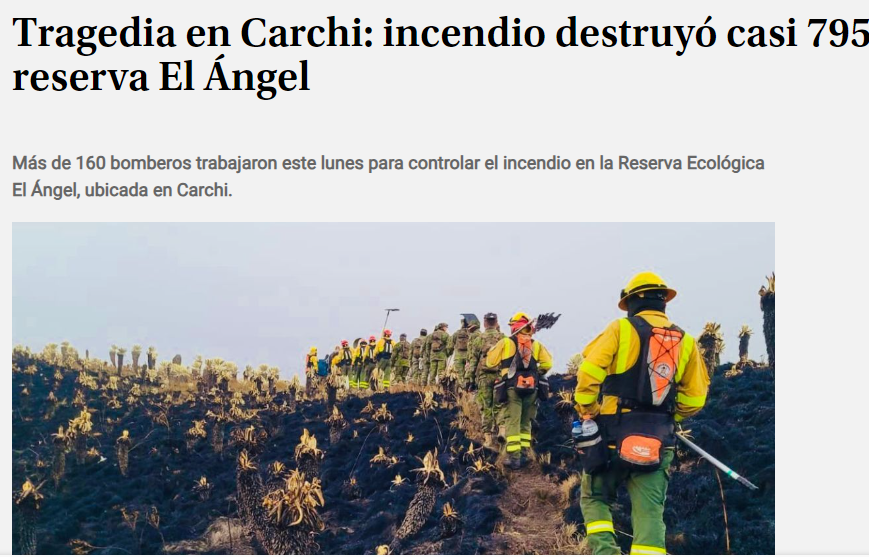 Tragedia en Carchi: incendio destruyó casi 795
reserva El Ángel
Más de 160 bomberos trabajaron este lunes para controlar el incendio en la Reserva Ecológica
El Ángel, ubicada en Carchi.